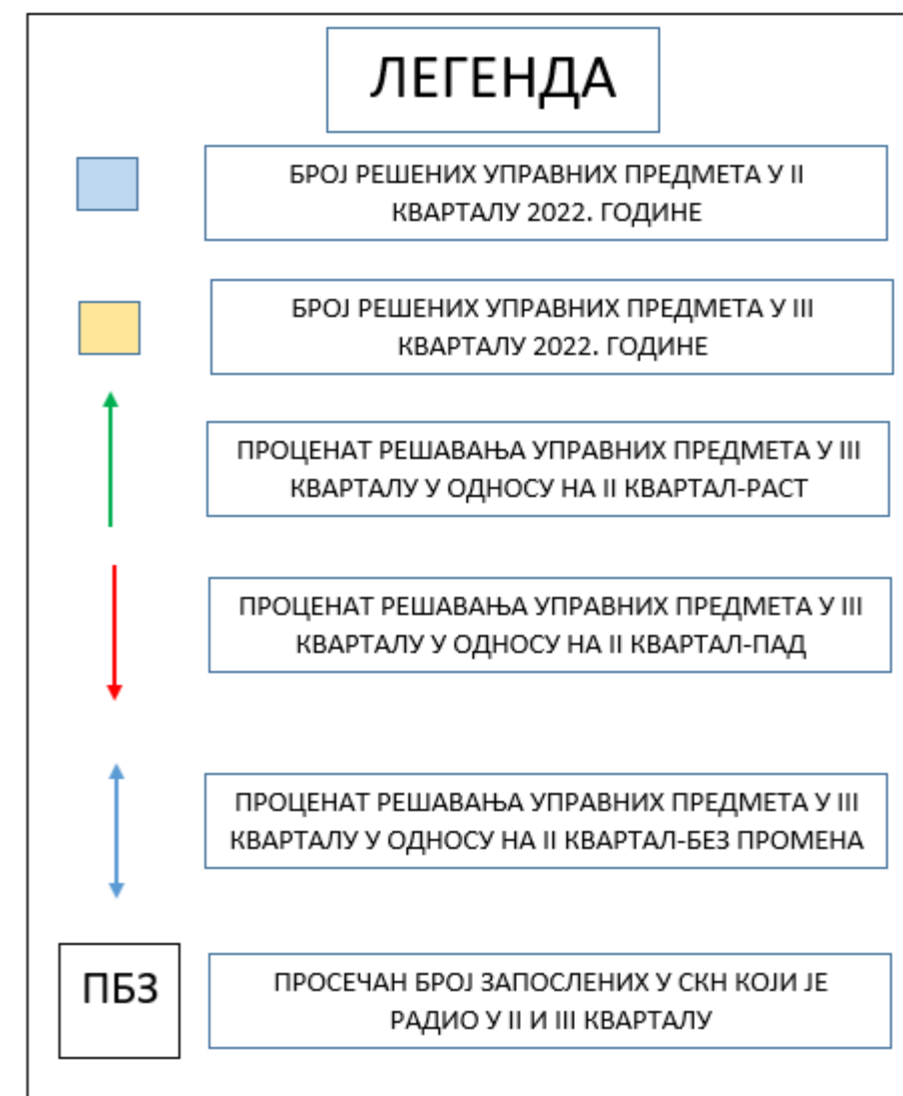 ЛЕГЕНДА
БРОЈ РЕШЕНИХ УПРАВНИХ ПРЕДМЕТА У II
КВАРТАЛУ 2022. ГОДИНЕ
БРОЈ РЕШЕНИХ УПРАВНИХ ПРЕДМЕТА У III
КВАРТАЛУ 2022. ГОДИНЕ
ПРОЦЕНАТ РЕШАВАЊА УПРАВНИХ ПРЕДМЕТА У III
КВАРТАЛУ У ОДНОСУ НА II КВАРТАЛ-РАСТ
ПРОЦЕНАТ РЕШАВАЊА УПРАВНИХ ПРЕДМЕТА У III
КВАРТАЛУ У ОДНОСУ НА II КВАРТАЛ-ПАД
ПРОЦЕНАТ РЕШАВАЊА УПРАВНИХ ПРЕДМЕТА У III
КВАРТАЛУ У ОДНОСУ НА II КВАРТАЛ-БЕЗ ПРОМЕНА
ПБЗ
ПРОСЕЧАН БРОЈ ЗАПОСЛЕНИХ У СКН КОЈИ ЈЕ
РАДИО У II И III КВАРТАЛУ